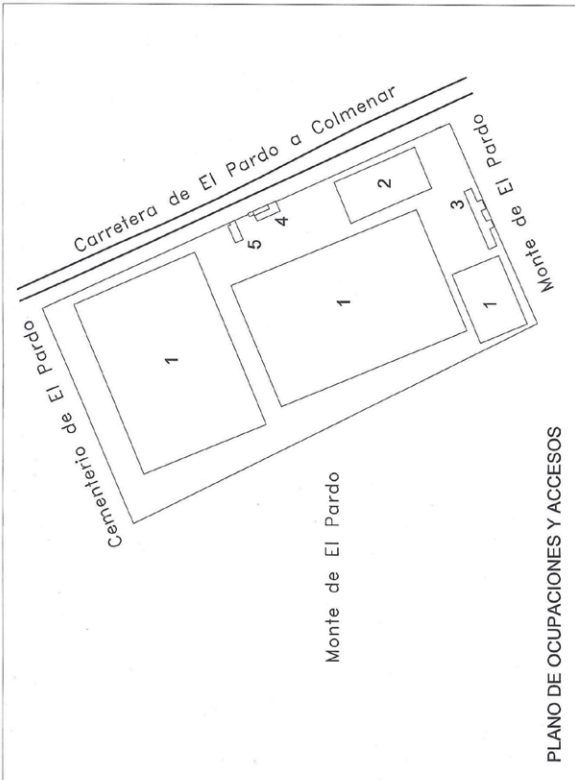 Carretera de El Pardo a Colmenar
Cementerio de El Pardo
1
5
4
2
1
3
1
Monte de El Pardo
Monte de El Pardo
PLANO DE OCUPACIONES Y ACCESOS